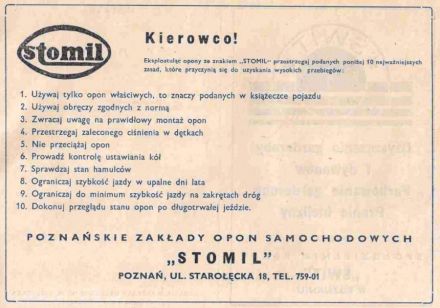 stomil
Kierowco!
Eksploatując opony ze znakiem „STOMIL” przestrzegaj podanych poniżej 10 najważniejszych
zasad, które przyczynią się do uzyskania wysokich przebiegów:
1. Używaj tylko opon właściwych, to znaczy podanych w książeczce pojazdu
2. Używaj obręczy zgodnych z normą
3. Zwracaj uwagę na prawidłowy montaż opon
4. Przestrzegaj zaleconego ciśnienia w dętkach
5. Nie przeciążaj opon
6. Prowadź kontrolę ustawiania kół
7. Sprawdzaj stan hamulców
8. Ograniczaj szybkość jazdy w upalne dni lata
9. Ograniczaj do minimum szybkość jazdy na zakrętach dróg
10. Dokonuj przeglądu stanu opon po długotrwałej jeździe.
POZNAŃSKIE ZAKŁADY OPON SAMOCHODOWYCH
„STOMIL”
POZNAŃ, UL. STAROŁĘCKA 18, TEL. 759-01